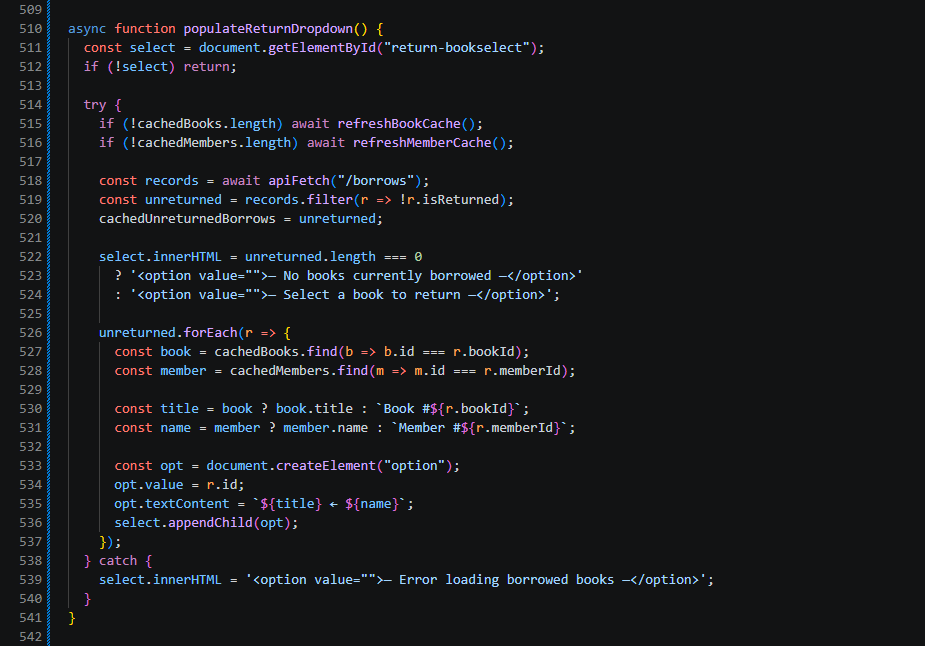 509
510 async function populateReturnDropdown() {
511   const select = document.getElementById("return-bookselect");
512   if (!select) return;
513
514   try {
515     if (!cachedBooks.length) await refreshBookCache();
516     if (!cachedMembers.length) await refreshMemberCache();
517
518     const records = await apiFetch("/borrows");
519     const unreturned = records.filter(r => !r.isReturned);
520     cachedUnreturnedBorrows = unreturned;
521
522     select.innerHTML = unreturned.length === 0
523       ? '<option value="">— No books currently borrowed —</option>'
524       : '<option value="">— Select a book to return —</option>';
525
526     unreturned.forEach(r => {
527       const book = cachedBooks.find(b => b.id === r.bookId);
528       const member = cachedMembers.find(m => m.id === r.memberId);
529
530       const title = book ? book.title : `Book #${r.bookId}`;
531       const name = member ? member.name : `Member #${r.memberId}`;
532
533       const opt = document.createElement("option");
534       opt.value = r.id;
535       opt.textContent = `${title} ← ${name}`;
536       select.appendChild(opt);
537     });
538   } catch {
539     select.innerHTML = '<option value="">— Error loading borrowed books —</option>';
540   }
541 }
542